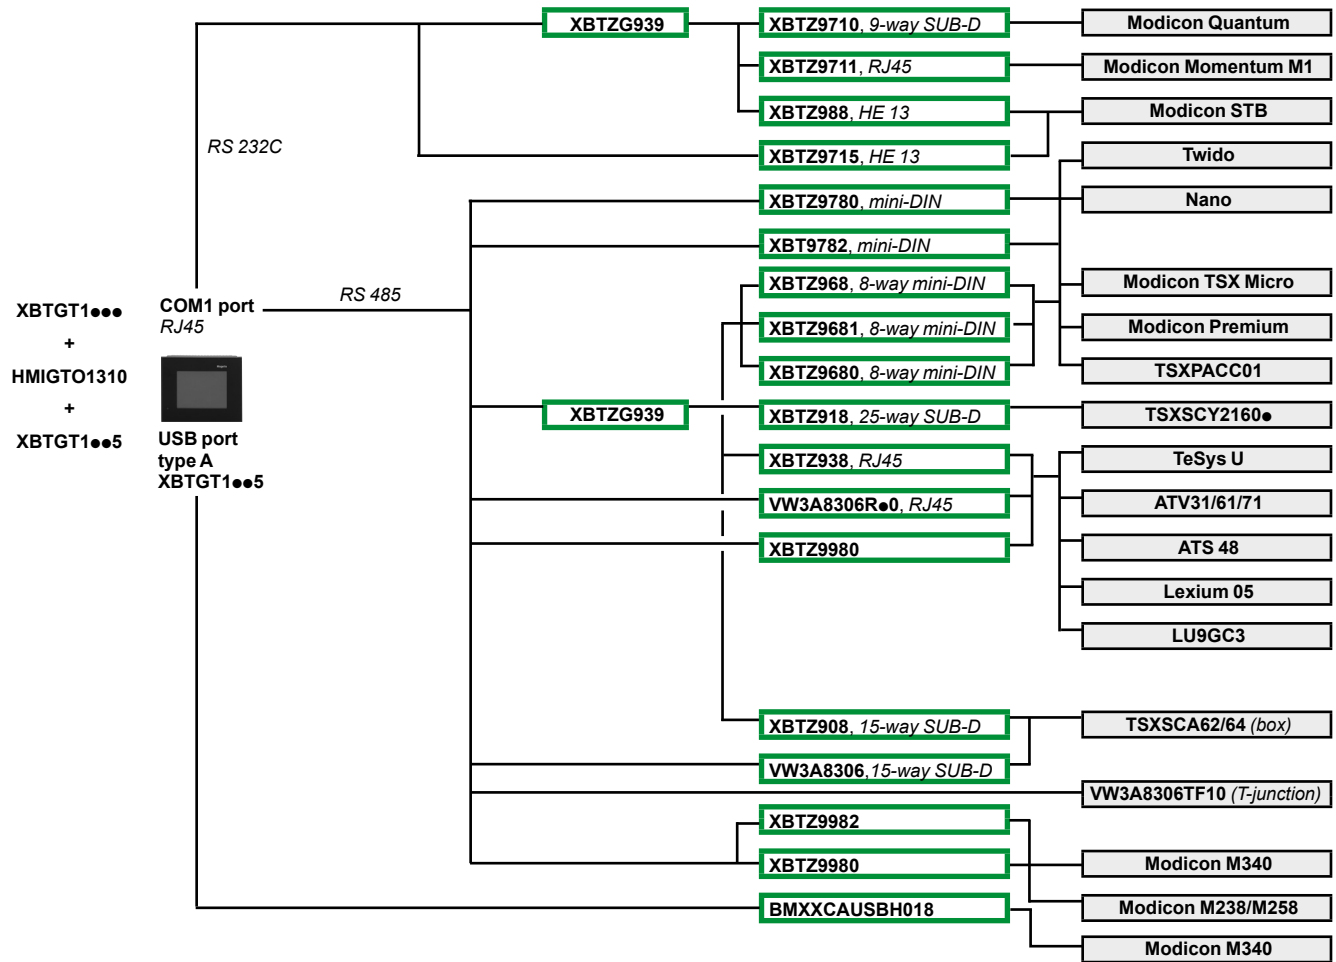 XBTZG939
XBTZ9710, 9-way SUB-D
Modicon Quantum
XBTZ9711, RJ45
Modicon Momentum M1
XBTZ988, HE 13
Modicon STB
RS 232C
XBTZ9715, HE 13
Twido
XBTZ9780, mini-DIN
Nano
XBT9782, mini-DIN
XBTZ968, 8-way mini-DIN
Modicon TSX Micro
RS 485
XBTGT1●●●
COM1 port
RJ45
XBTZ9681, 8-way mini-DIN
Modicon Premium
+
HMIGTO1310
XBTZ9680, 8-way mini-DIN
TSXPACC01
+
XBTZG939
XBTZ918, 25-way SUB-D
TSXSCY2160●
XBTGT1●●5
USB port
type A
XBTGT1●●5
XBTZ938, RJ45
TeSys U
VW3A8306R●0, RJ45
ATV31/61/71
XBTZ9980
ATS 48
Lexium 05
LU9GC3
XBTZ908, 15-way SUB-D
TSXSCA62/64 (box)
VW3A8306,15-way SUB-D
VW3A8306TF10 (T-junction)
XBTZ9982
XBTZ9980
Modicon M340
BMXXCAUSBH018
Modicon M238/M258
Modicon M340